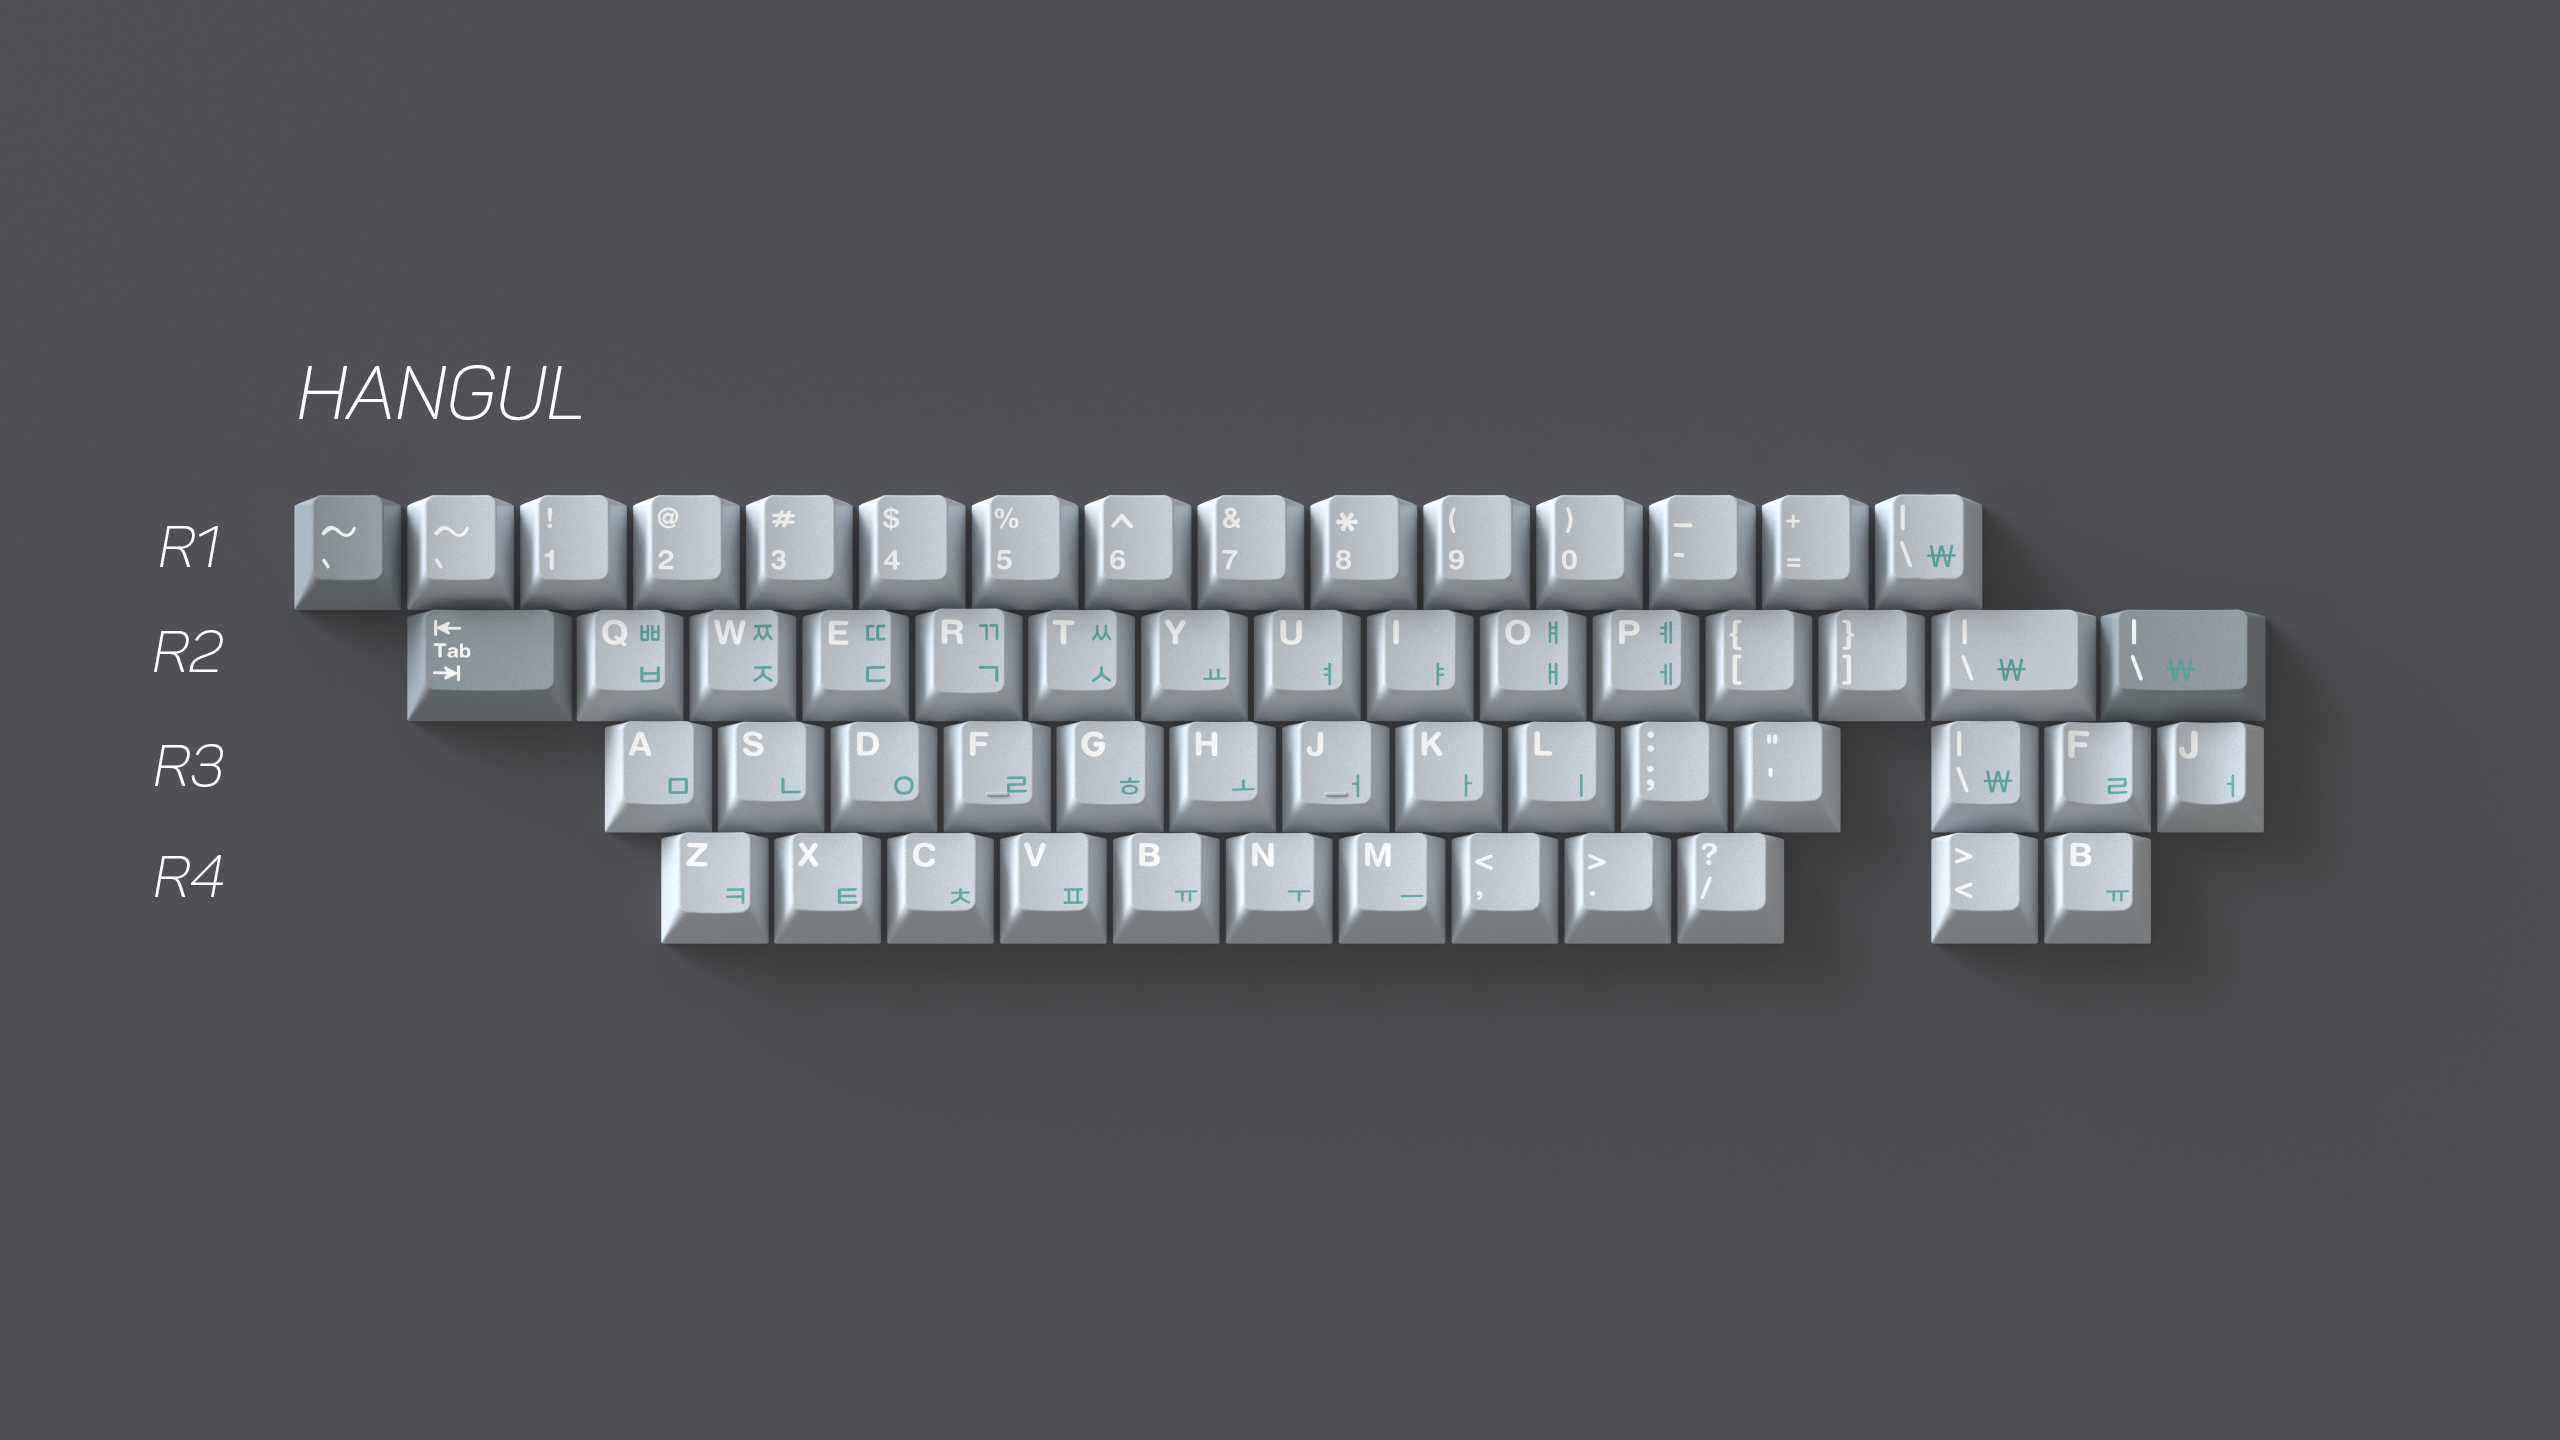 HANGUL
R1
~ ` ~ ` ! 1 @ 2 # 3 $ 4 % 5 ^ 6 & 7 * 8 ( 9 ) 0 _ - + = | \ ₩
R2
Tab Q ㅃ ㅂ W ㅉ ㅈ E ㄸ ㄷ R ㄲ ㄱ T ㅆ ㅅ Y ㅛ U ㅕ I ㅑ O ㅒ ㅐ P ㅖ ㅔ { [ } ] | \ ₩ | \ ₩
R3
A ㅁ S ㄴ D ㅇ F ㄹ G ㅎ H ㅗ J ㅓ K ㅏ L ㅣ : ; " ' | \ ₩ F ㄹ J ㅓ
R4
Z ㅋ X ㅌ C ㅊ V ㅍ B ㅠ N ㅜ M ㅡ < , > . ? / > < B ㅠ